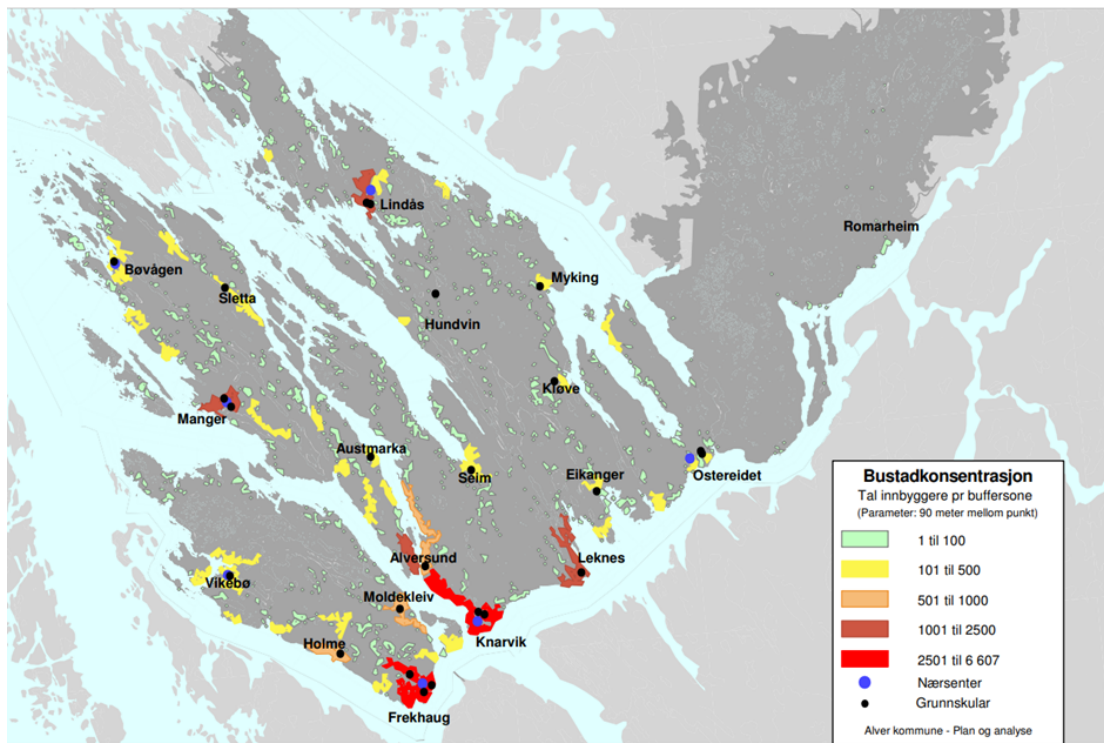 Romarheim
Lindås
Bøvågen
Myking
Sletta
Hundvin
Kløve
Manger
Austmarka
Seim
Eikanger
Ostereidet
Alversund
Leknes
Vikebø
Moldekleiv
Knarvik
Holme
Frekhaug
Bustadkonsentrasjon
Tal innbyggere pr buffersone
(Parameter: 90 meter mellom punkt)
1 til 100
101 til 500
501 til 1000
1001 til 2500
2501 til 6 607
Nærsenter
Grunnskular
Alver kommune - Plan og analyse